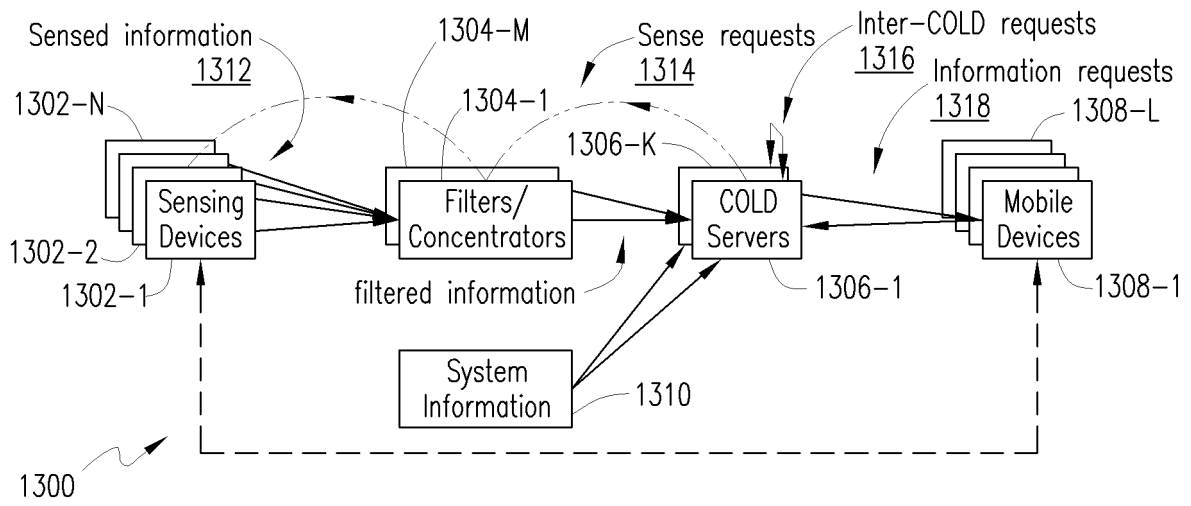 Sensed information
1312
1304-M
1304-1
Sense requests
1314
Inter-COLD requests
1316
Information requests
1318
1302-N
1306-K
1308-L
Sensing
Devices
Filters/
Concentrators
COLD
Servers
Mobile
Devices
1302-2
1302-1
filtered information
1306-1
1308-1
System
Information
1310
1300